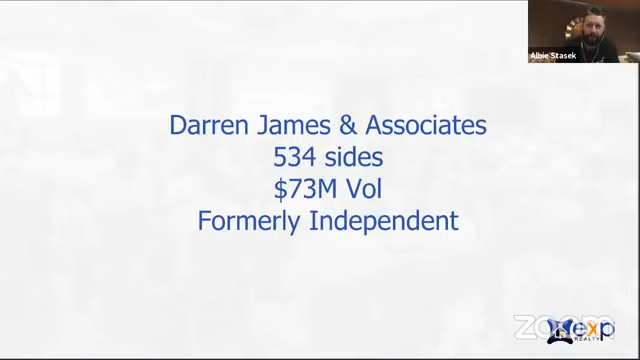 Albie Stasek
Darren James & Associates
534 sides
$73M Vol
Formerly Independent
zoom
exp
REALTY